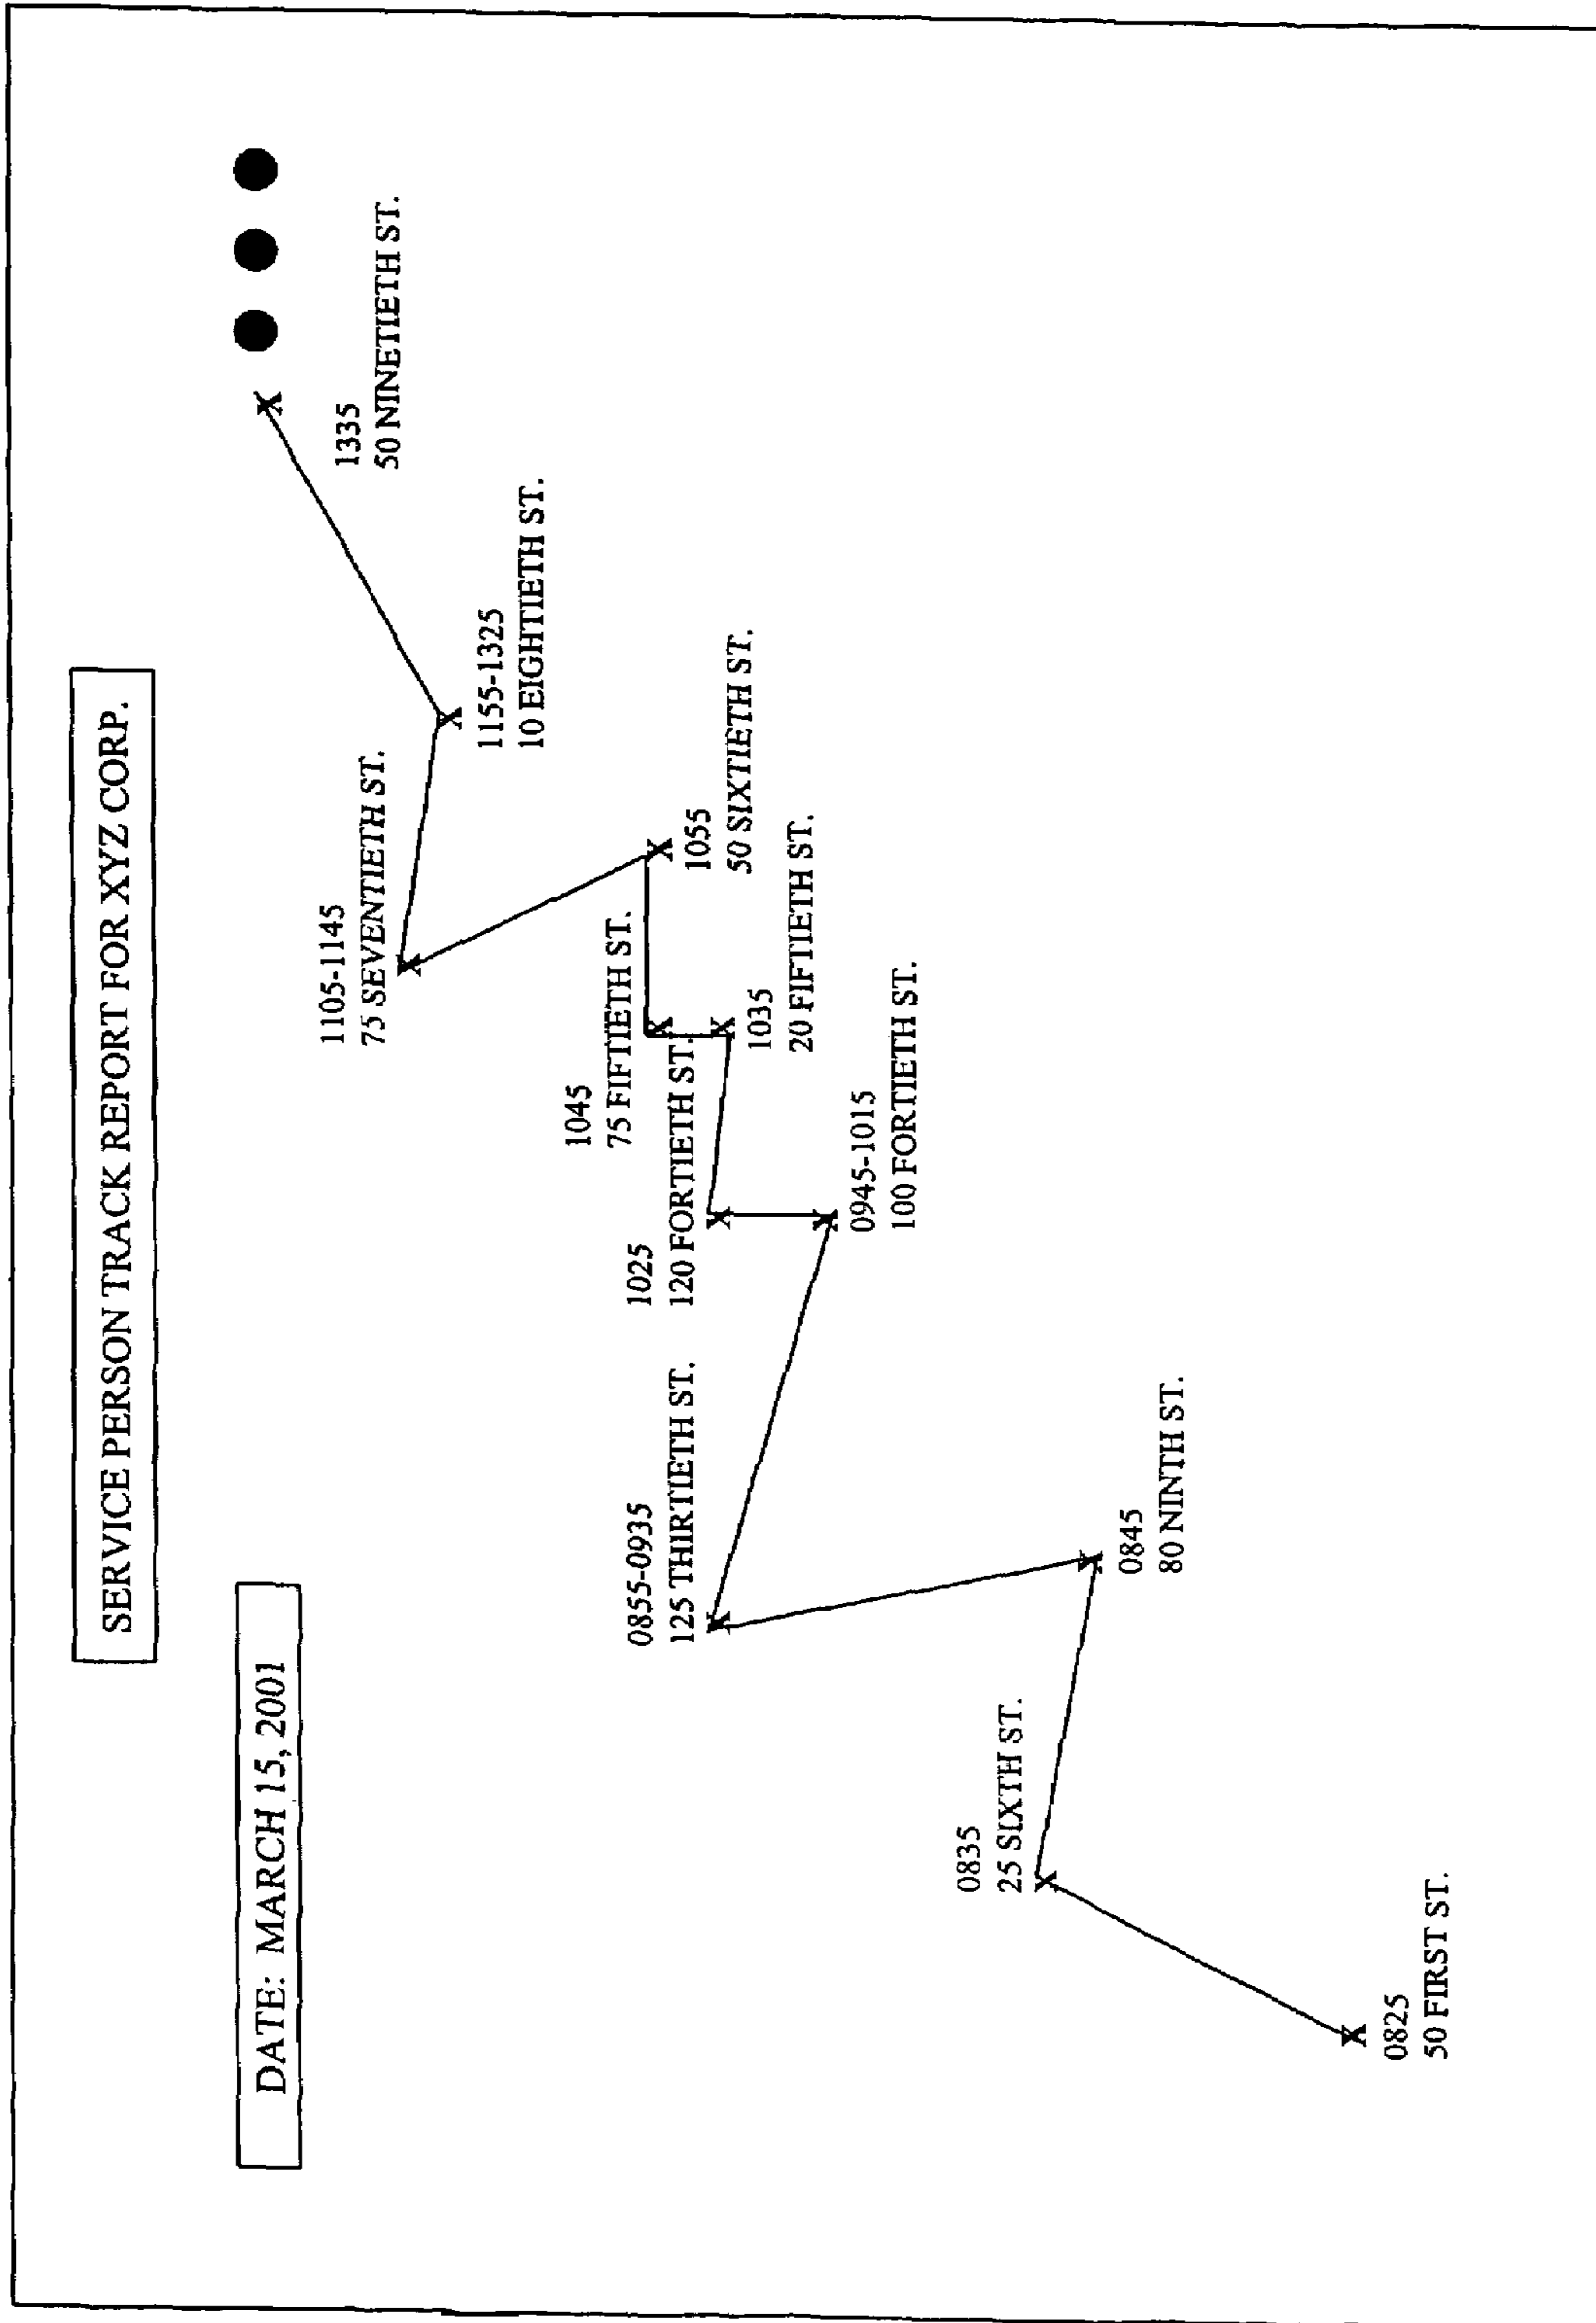 SERVICE PERSON TRACK REPORT FOR XYZ CORP.
DATE: MARCH 15, 2001
0825
50 FIRST ST.
0835
25 SIXTH ST.
0845
80 NINTH ST.
0855-0935
125 THIRTIETH ST.
0945-1015
100 FORTIETH ST.
1025
120 FORTIETH ST.
1035
20 FIFTIETH ST.
1045
75 FIFTIETH ST.
1055
50 SIXTIETH ST.
1105-1145
75 SEVENTIETH ST.
1155-1325
10 EIGHTIETH ST.
1335
50 NINETIETH ST.